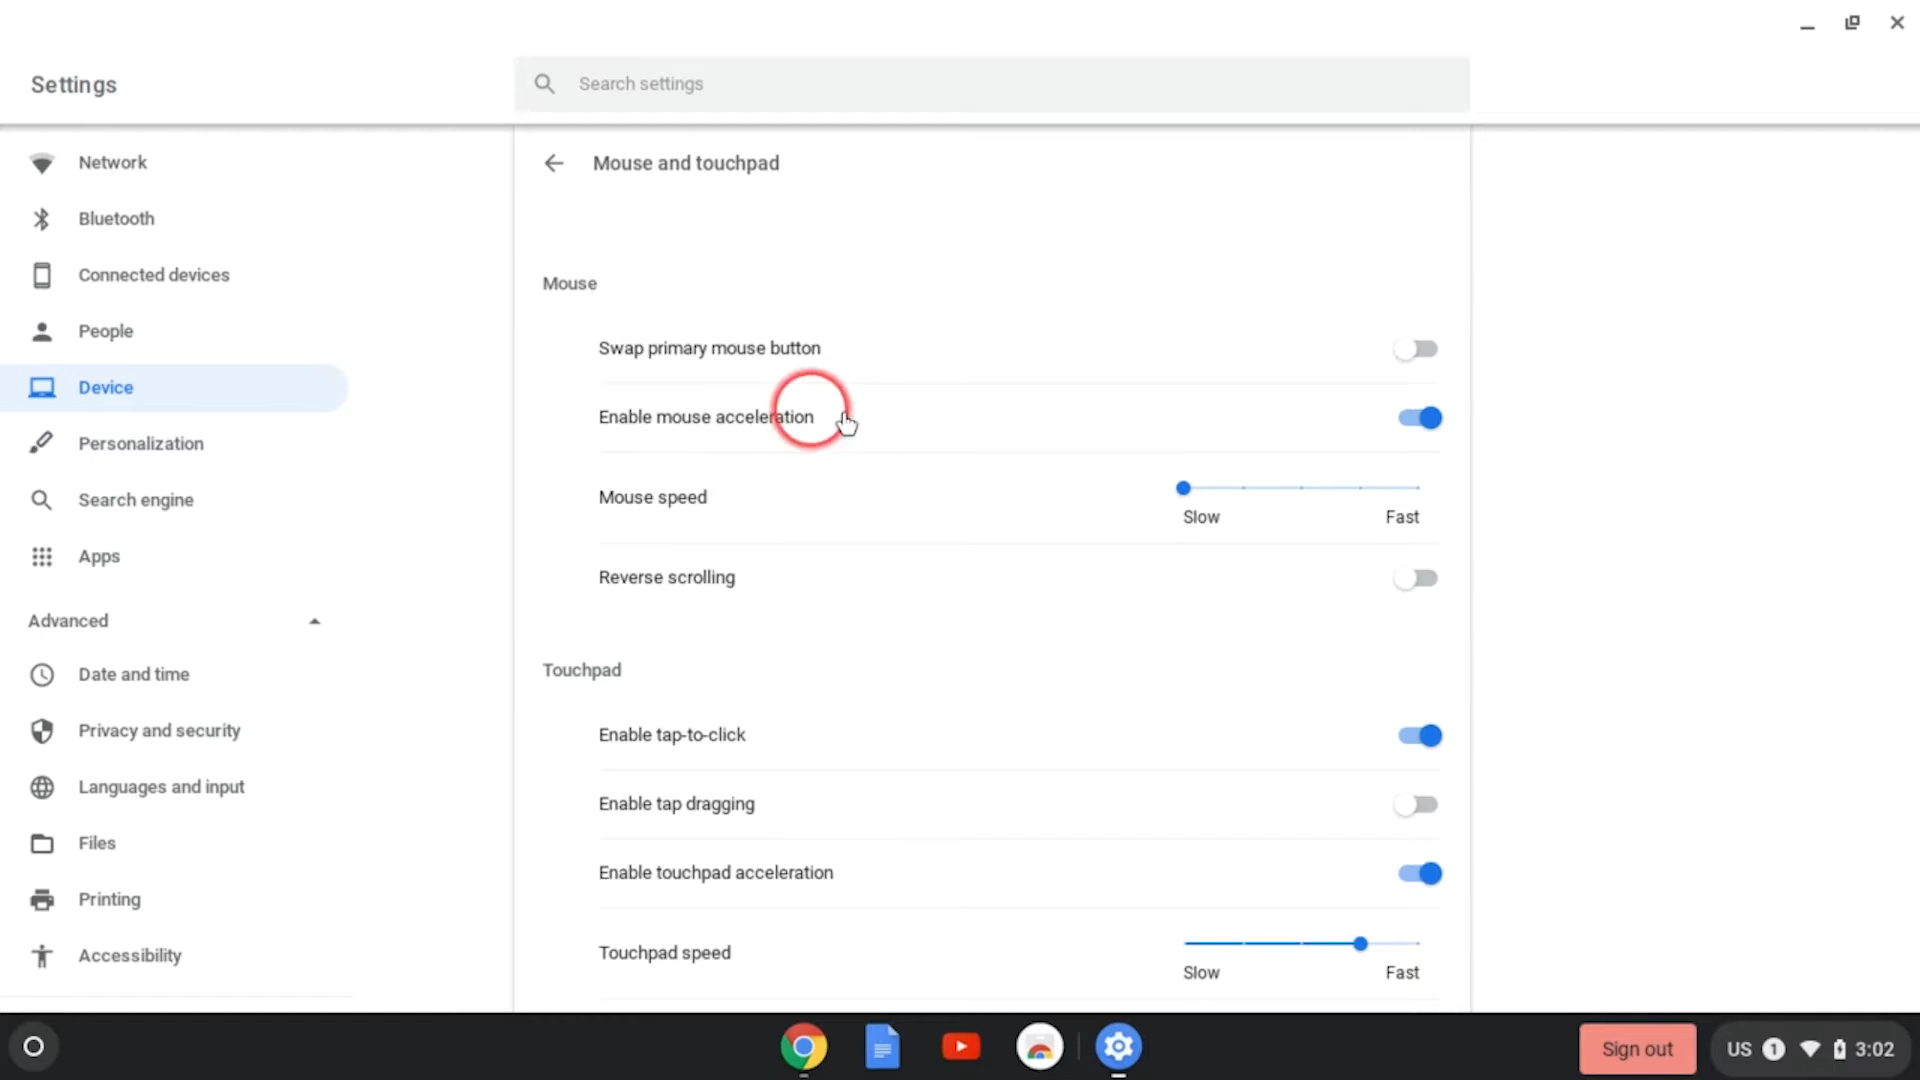 Settings
Search settings
Network
Bluetooth
Connected devices
People
Device
Personalization
Search engine
Apps
Advanced
Date and time
Privacy and security
Languages and input
Files
Printing
Accessibility
Mouse and touchpad
Mouse
Swap primary mouse button
Enable mouse acceleration
Mouse speed
Slow Fast
Reverse scrolling
Touchpad
Enable tap-to-click
Enable tap dragging
Enable touchpad acceleration
Touchpad speed
Slow Fast
Sign out
US 1 3:02